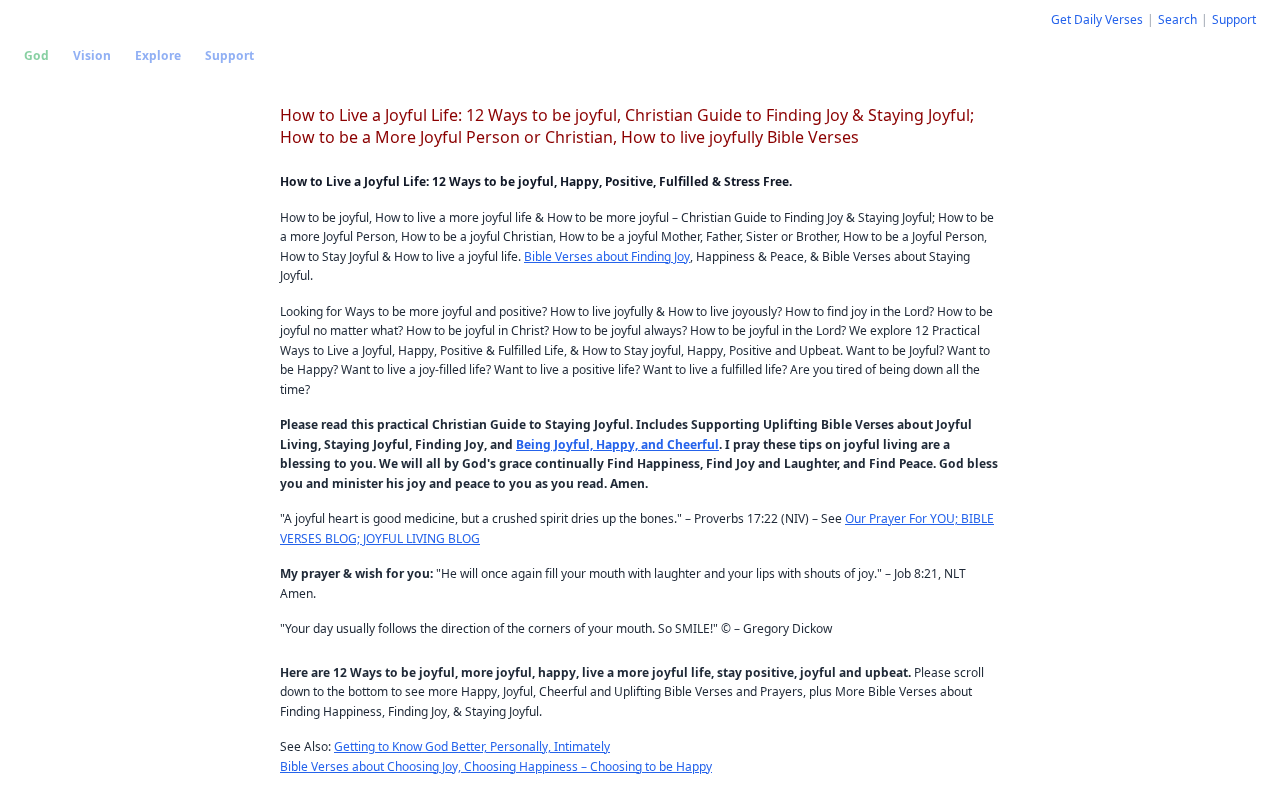 Get Daily Verses | Search | Support
God Vision Explore Support
How to Live a Joyful Life: 12 Ways to be joyful, Christian Guide to Finding Joy & Staying Joyful;
How to be a More Joyful Person or Christian, How to live joyfully Bible Verses
How to Live a Joyful Life: 12 Ways to be joyful, Happy, Positive, Fulfilled & Stress Free.
How to be joyful, How to live a more joyful life & How to be more joyful – Christian Guide to Finding Joy & Staying Joyful; How to be
a more Joyful Person, How to be a joyful Christian, How to be a joyful Mother, Father, Sister or Brother, How to be a Joyful Person,
How to Stay Joyful & How to live a joyful life. Bible Verses about Finding Joy, Happiness & Peace, & Bible Verses about Staying
Joyful.
Looking for Ways to be more joyful and positive? How to live joyfully & How to live joyously? How to find joy in the Lord? How to be
joyful no matter what? How to be joyful in Christ? How to be joyful always? How to be joyful in the Lord? We explore 12 Practical
Ways to Live a Joyful, Happy, Positive & Fulfilled Life, & How to Stay joyful, Happy, Positive and Upbeat. Want to be Joyful? Want to
be Happy? Want to live a joy-filled life? Want to live a positive life? Want to live a fulfilled life? Are you tired of being down all the
time?
Please read this practical Christian Guide to Staying Joyful. Includes Supporting Uplifting Bible Verses about Joyful
Living, Staying Joyful, Finding Joy, and Being Joyful, Happy, and Cheerful. I pray these tips on joyful living are a
blessing to you. We will all by God's grace continually Find Happiness, Find Joy and Laughter, and Find Peace. God bless
you and minister his joy and peace to you as you read. Amen.
"A joyful heart is good medicine, but a crushed spirit dries up the bones." – Proverbs 17:22 (NIV) – See Our Prayer For YOU; BIBLE
VERSES BLOG; JOYFUL LIVING BLOG
My prayer & wish for you: "He will once again fill your mouth with laughter and your lips with shouts of joy." – Job 8:21, NLT
Amen.
"Your day usually follows the direction of the corners of your mouth. So SMILE!" © – Gregory Dickow
Here are 12 Ways to be joyful, more joyful, happy, live a more joyful life, stay positive, joyful and upbeat. Please scroll
down to the bottom to see more Happy, Joyful, Cheerful and Uplifting Bible Verses and Prayers, plus More Bible Verses about
Finding Happiness, Finding Joy, & Staying Joyful.
See Also: Getting to Know God Better, Personally, Intimately
Bible Verses about Choosing Joy, Choosing Happiness – Choosing to be Happy